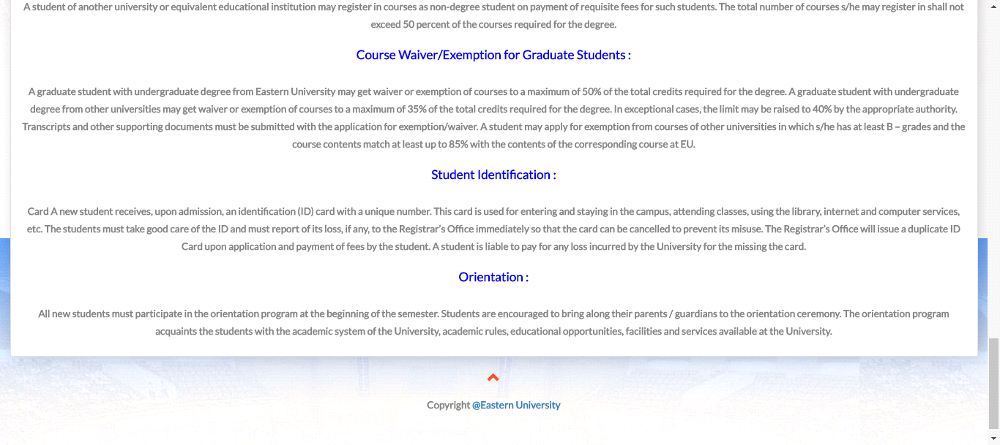 A student of another university or equivalent educational institution may register in courses as non-degree student on payment of requisite fees for such students. The total number of courses s/he may register in shall not
exceed 50 percent of the courses required for the degree.
Course Waiver/Exemption for Graduate Students :
A graduate student with undergraduate degree from Eastern University may get waiver or exemption of courses to a maximum of 50% of the total credits required for the degree. A graduate student with undergraduate
degree from other universities may get waiver or exemption of courses to a maximum of 35% of the total credits required for the degree. In exceptional cases, the limit may be raised to 40% by the appropriate authority.
Transcripts and other supporting documents must be submitted with the application for exemption/waiver. A student may apply for exemption from courses of other universities in which s/he has at least B – grades and the
course contents match at least up to 85% with the contents of the corresponding course at EU.
Student Identification :
Card A new student receives, upon admission, an identification (ID) card with a unique number. This card is used for entering and staying in the campus, attending classes, using the library, internet and computer services,
etc. The students must take good care of the ID and must report of its loss, if any, to the Registrar’s Office immediately so that the card can be cancelled to prevent its misuse. The Registrar’s Office will issue a duplicate ID
Card upon application and payment of fees by the student. A student is liable to pay for any loss incurred by the University for the missing the card.
Orientation :
All new students must participate in the orientation program at the beginning of the semester. Students are encouraged to bring along their parents / guardians to the orientation ceremony. The orientation program
acquaints the students with the academic system of the University, academic rules, educational opportunities, facilities and services available at the University.
Copyright @Eastern University